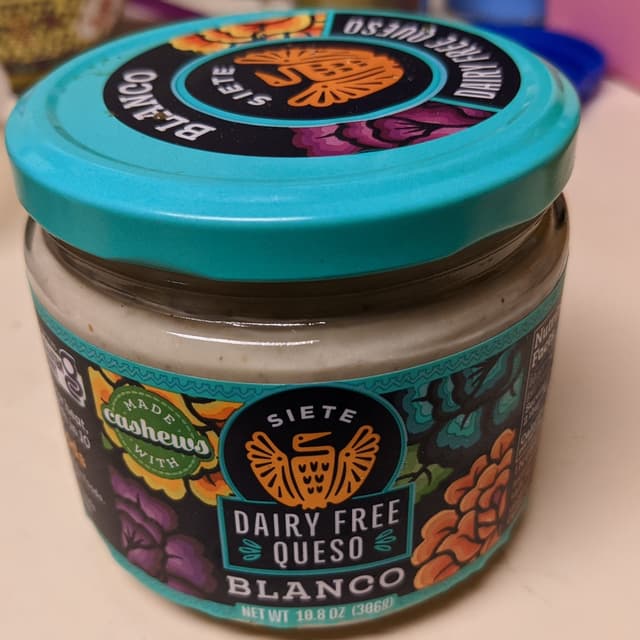 DAIRY FREE QUESO
SIETE
BLANCO
MADE
cashews
WITH
SIETE
DAIRY FREE
QUESO
BLANCO
NET WT 10.8 OZ (306g)